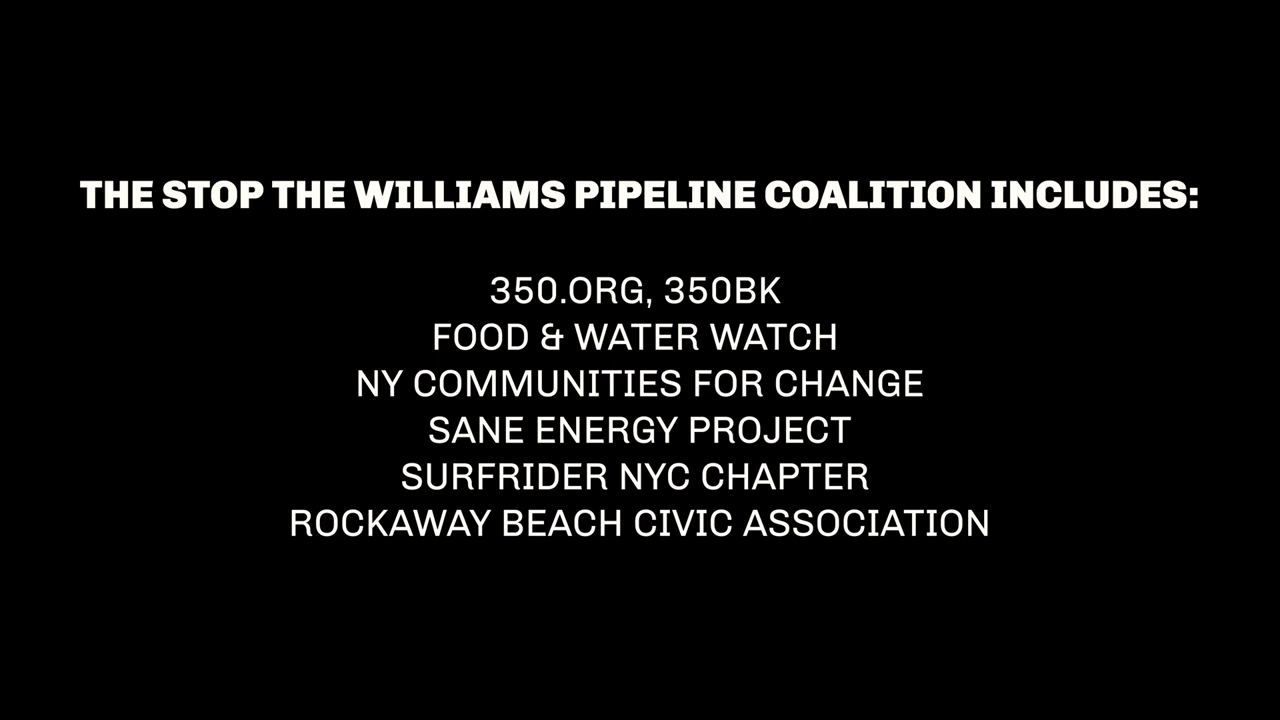 THE STOP THE WILLIAMS PIPELINE COALITION INCLUDES:
350.ORG, 350BK
FOOD & WATER WATCH
NY COMMUNITIES FOR CHANGE
SANE ENERGY PROJECT
SURFRIDER NYC CHAPTER
ROCKAWAY BEACH CIVIC ASSOCIATION